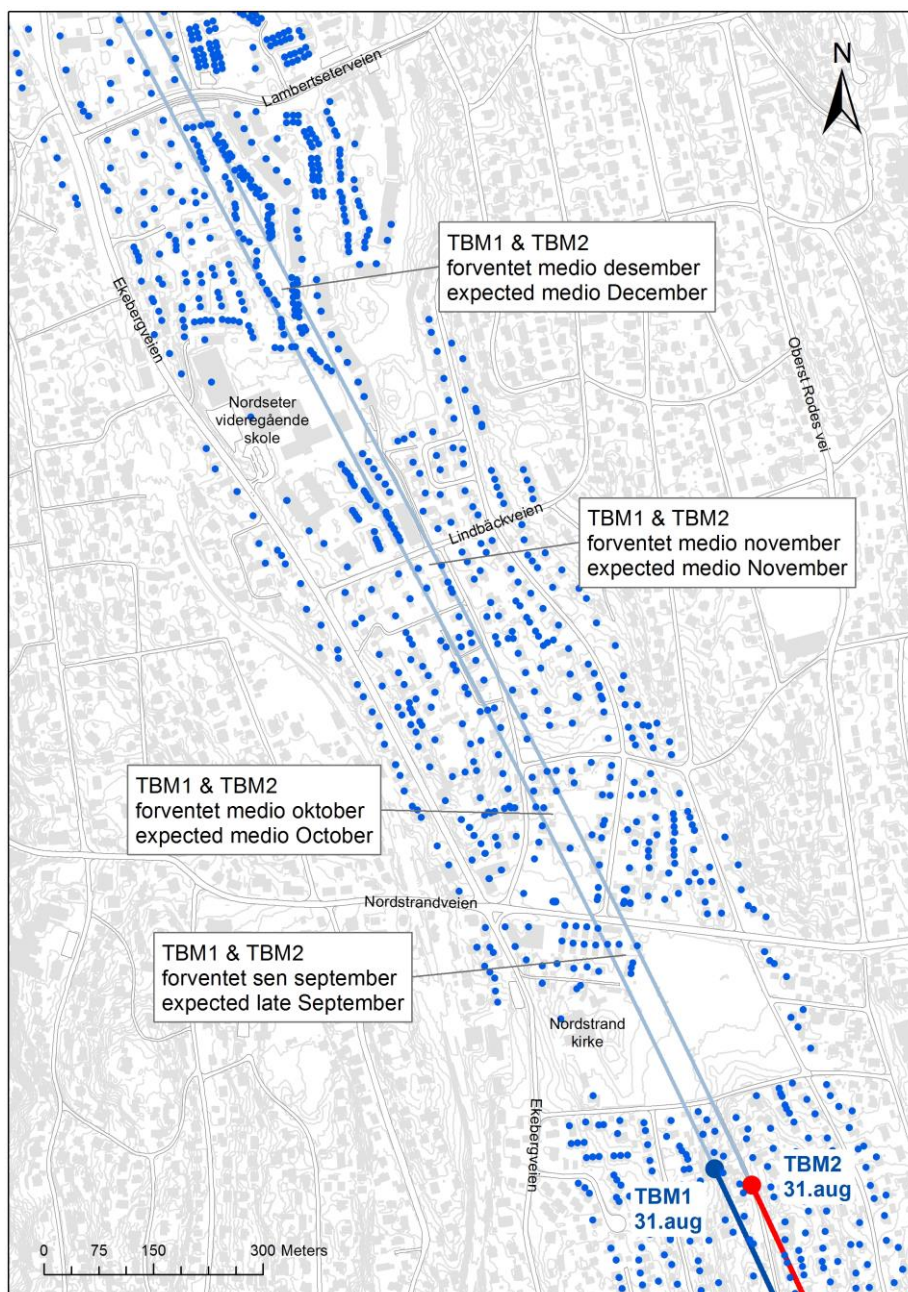 N
Lambertseterveien
TBM1 & TBM2
forventet medio desember
expected medio December
Ekebergveien
Oberst Rodes vei
Nordseter
videregående
skole
TBM1 & TBM2
forventet medio november
expected medio November
Lindbäckveien
TBM1 & TBM2
forventet medio oktober
expected medio October
Nordstrandveien
TBM1 & TBM2
forventet sen september
expected late September
Nordstrand
kirke
Ekebergveien
TBM2
31.aug
TBM1
31.aug
0 75 150 300 Meters